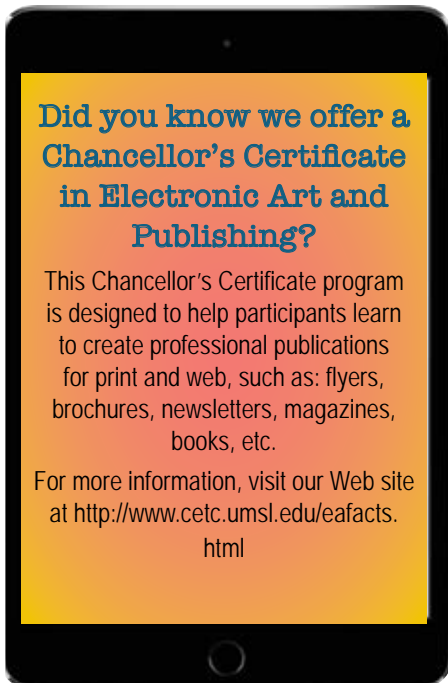 Did you know we offer a
Chancellor’s Certificate
in Electronic Art and
Publishing?
This Chancellor’s Certificate program
is designed to help participants learn
to create professional publications
for print and web, such as: flyers,
brochures, newsletters, magazines,
books, etc.
For more information, visit our Web site
at http://www.cetc.umsl.edu/eafacts.
html